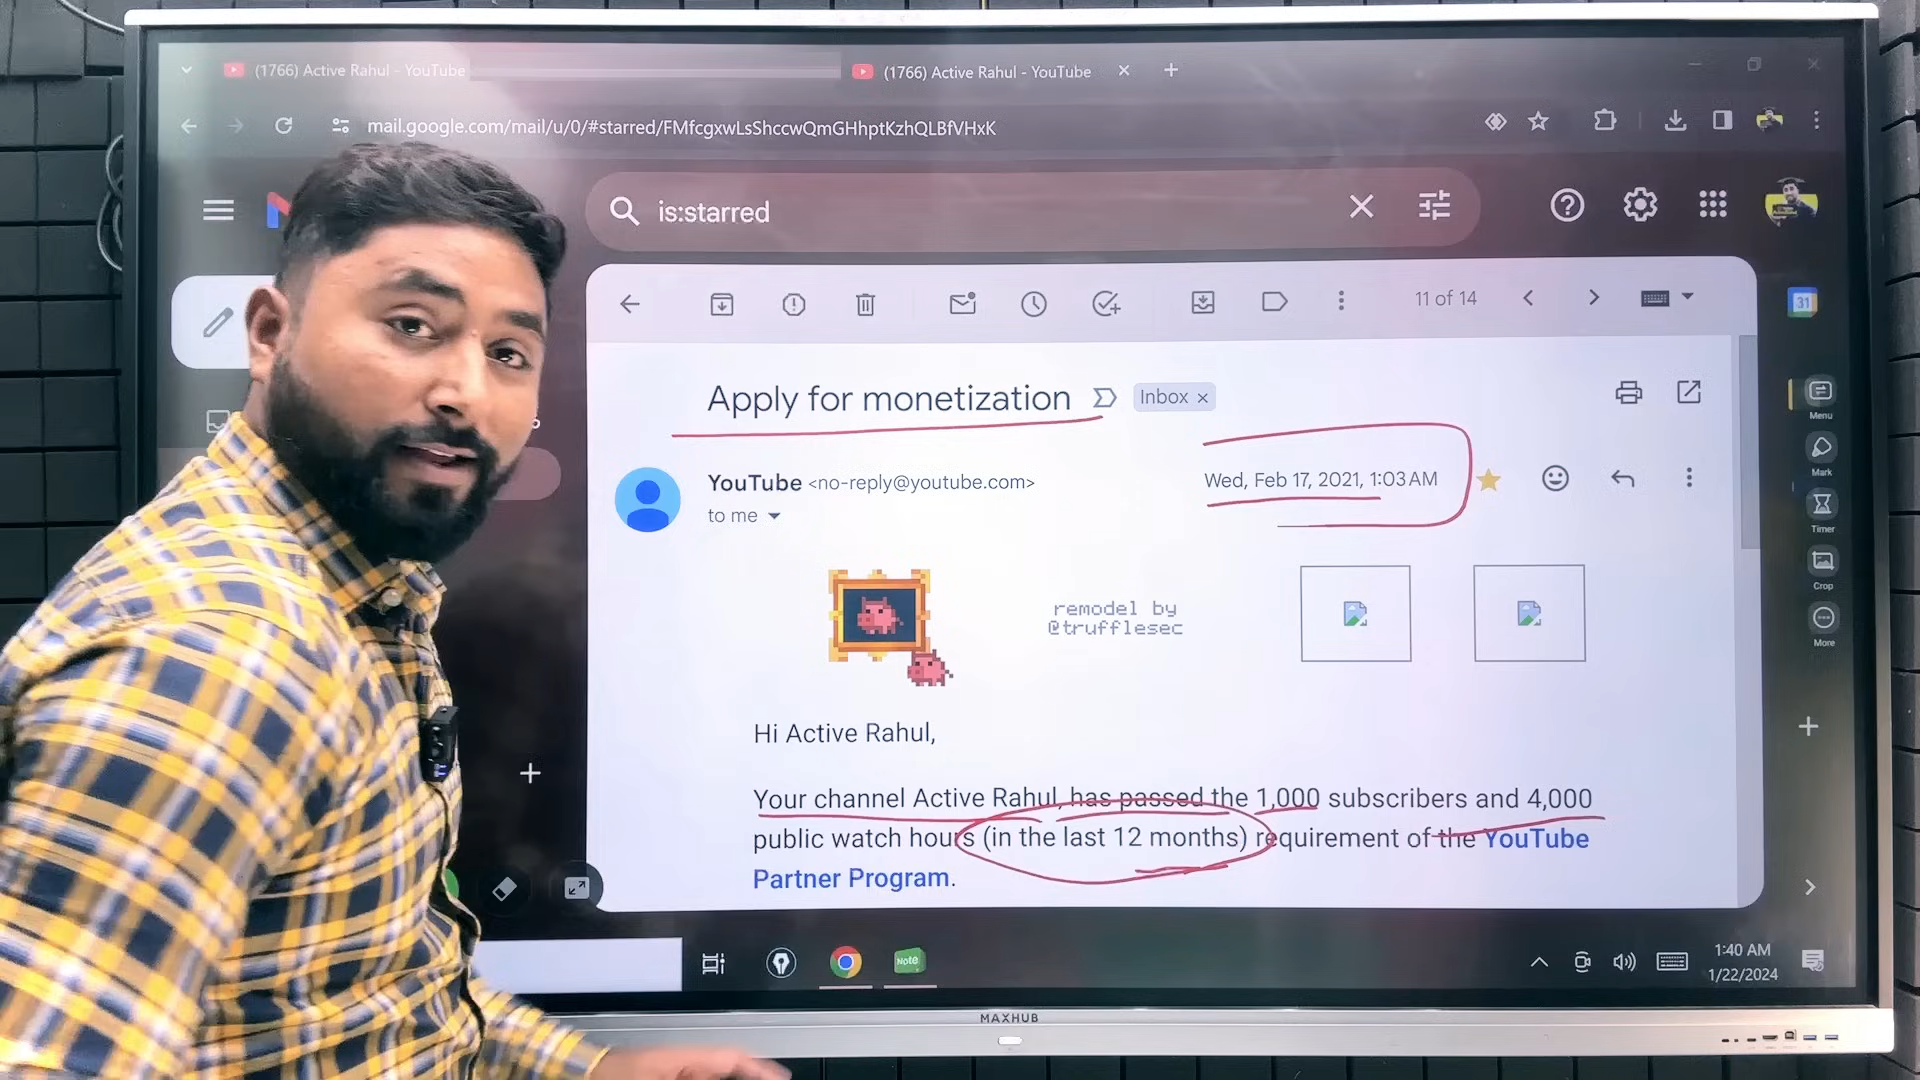 (1766) Active Rahul - YouTube
(1766) Active Rahul - YouTube
mail.google.com/mail/u/0/#starred/FMfcgxwLsShccwQmGHhptKzhQLBfVHxK
is:starred
11 of 14
31
Apply for monetization
Inbox ×
Menu
YouTube <no-reply@youtube.com>
Wed, Feb 17, 2021, 1:03 AM
Mark
to me
Timer
remodel by
@trufflesec
Crop
More
Hi Active Rahul,
Your channel Active Rahul, has passed the 1,000 subscribers and 4,000
public watch hours (in the last 12 months) requirement of the YouTube
Partner Program.
Note
1:40 AM
1/22/2024
MAXHUB